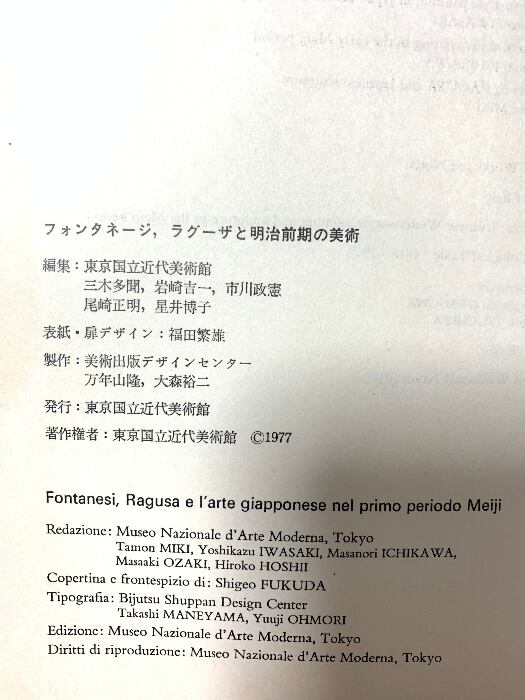 フォンタネージ，ラグーザと明治前期の美術
編集：東京国立近代美術館
三木多聞，岩崎吉一，市川政憲
尾崎正明，星井博子
表紙・扉デザイン：福田繁雄
製作：美術出版デザインセンター
万年山隆，大森裕二
発行：東京国立近代美術館
著作権者：東京国立近代美術館　©1977
Fontanesi, Ragusa e l'arte giapponese nel primo periodo Meiji
Redazione: Museo Nazionale d'Arte Moderna, Tokyo
Tamon MIKI, Yoshikazu IWASAKI, Masanori ICHIKAWA,
Masaaki OZAKI, Hiroko HOSHII
Copertina e frontespizio di: Shigeo FUKUDA
Tipografia: Bijutsu Shuppan Design Center
Takashi MANEYAMA, Yuuji OHMORI
Edizione: Museo Nazionale d'Arte Moderna, Tokyo
Diritti di riproduzione: Museo Nazionale d'Arte Moderna, Tokyo